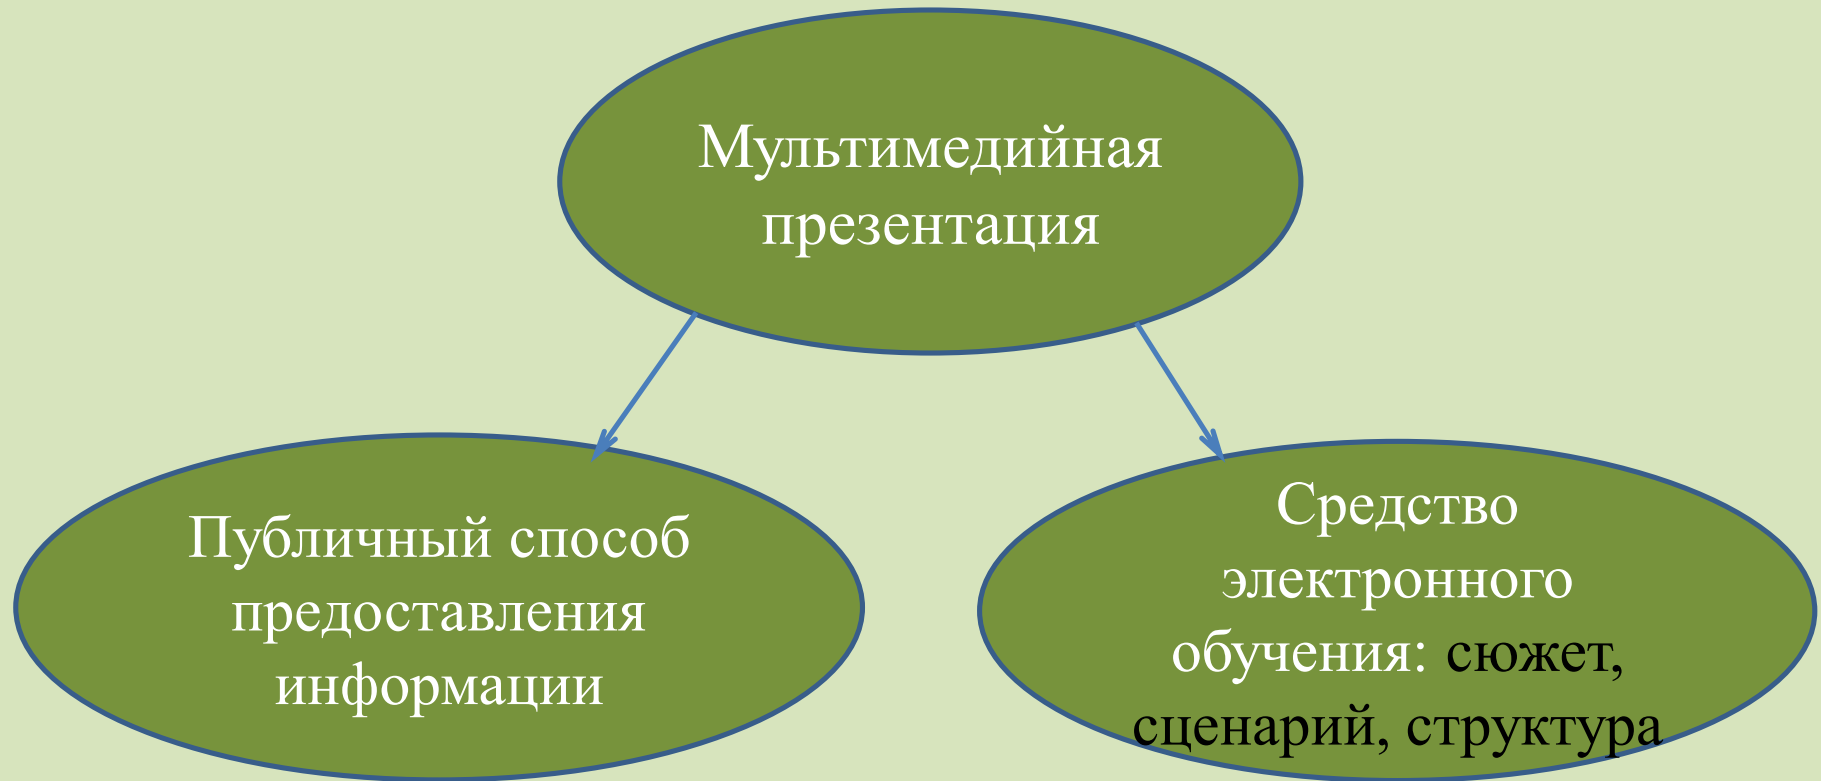 Мультимедийная
презентация
Публичный способ
предоставления
информации
Средство
электронного
обучения: сюжет,
сценарий, структура